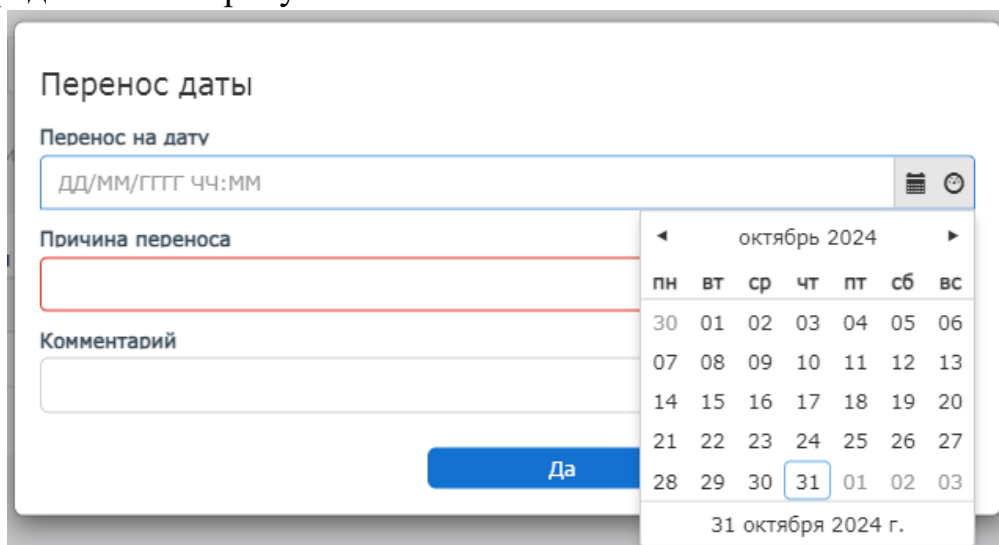 Перенос даты
Перенос на дату
ДД/ММ/ГГГГ ЧЧ:ММ
Причина переноса
Комментарий
Да
октябрь 2024
пн вт ср чт пт сб вс
30 01 02 03 04 05 06
07 08 09 10 11 12 13
14 15 16 17 18 19 20
21 22 23 24 25 26 27
28 29 30 31 01 02 03
31 октября 2024 г.